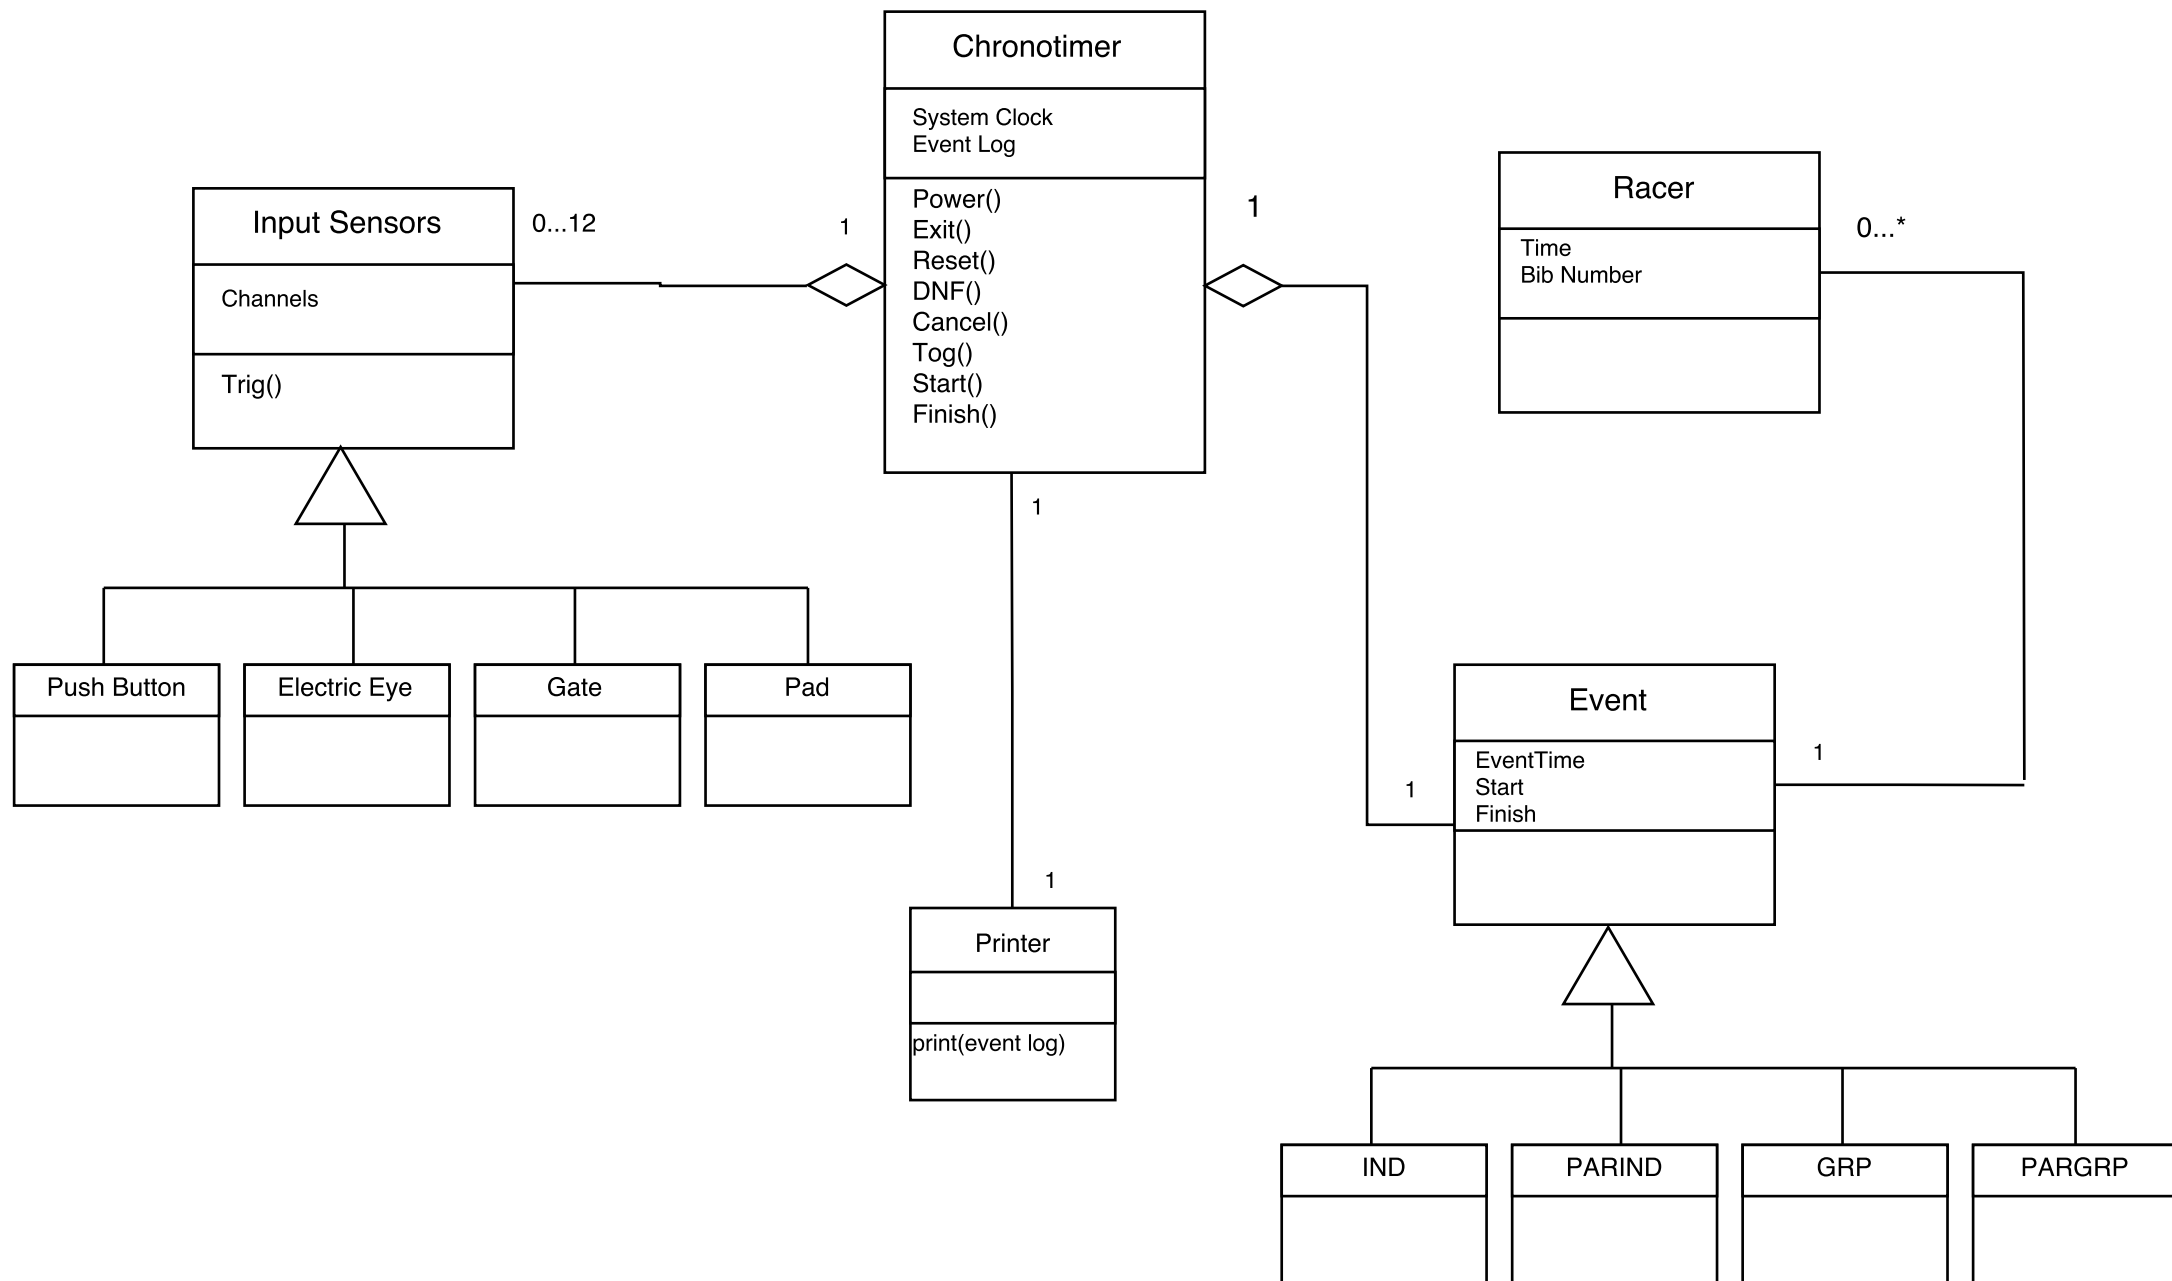 Chronotimer
System Clock
Event Log
Power()
Exit()
Reset()
DNF()
Cancel()
Tog()
Start()
Finish()
1
1
1
Input Sensors
0...12
Channels
Trig()
Push Button
Electric Eye
Gate
Pad
Racer
0...*
Time
Bib Number
Event
EventTime
Start
Finish
1
1
1
Printer
print(event log)
IND
PARIND
GRP
PARGRP